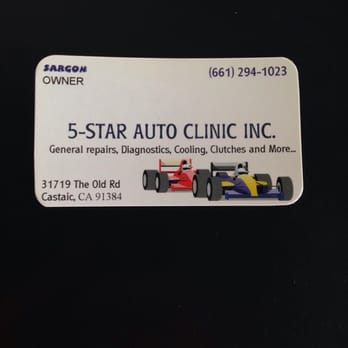 SARGON
(661) 294-1023
OWNER
5-STAR AUTO CLINIC INC.
General repairs, Diagnostics, Cooling, Clutches and More...
31719 The Old Rd
Castaic, CA 91384